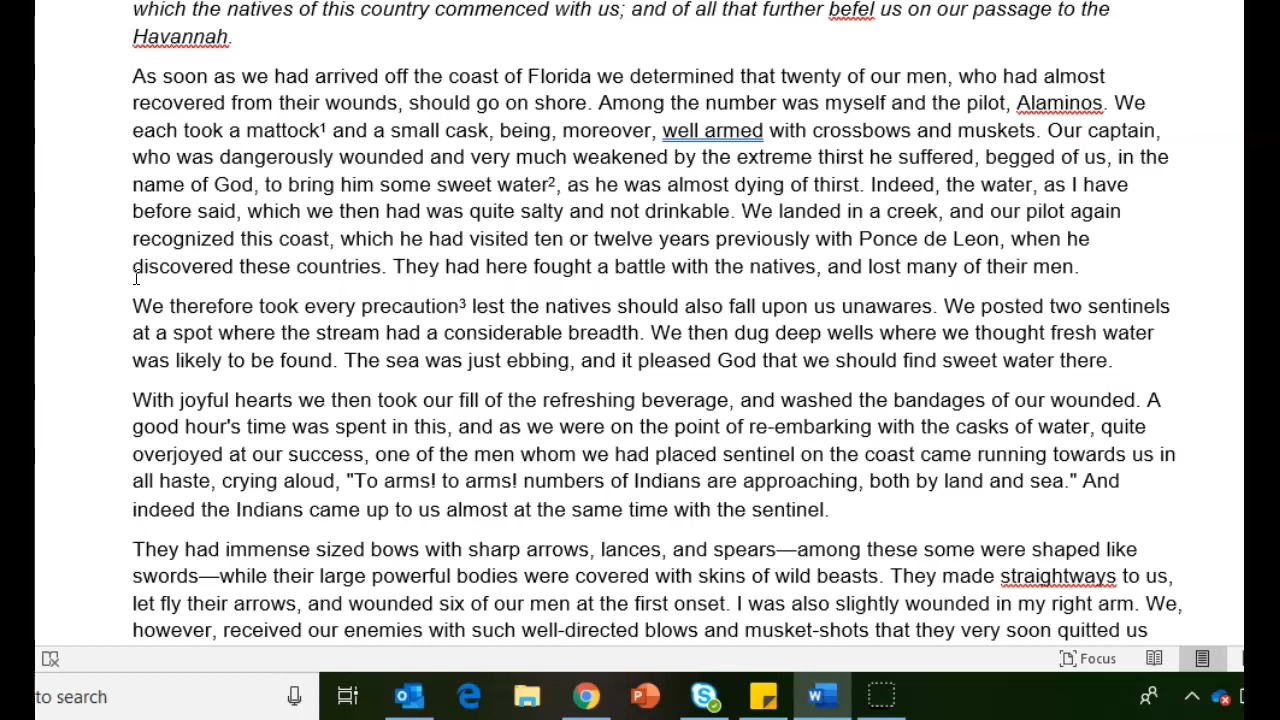 which the natives of this country commenced with us; and of all that further befel us on our passage to the
Havannah.
As soon as we had arrived off the coast of Florida we determined that twenty of our men, who had almost
recovered from their wounds, should go on shore. Among the number was myself and the pilot, Alaminos. We
each took a mattock¹ and a small cask, being, moreover, well armed with crossbows and muskets. Our captain,
who was dangerously wounded and very much weakened by the extreme thirst he suffered, begged of us, in the
name of God, to bring him some sweet water², as he was almost dying of thirst. Indeed, the water, as I have
before said, which we then had was quite salty and not drinkable. We landed in a creek, and our pilot again
recognized this coast, which he had visited ten or twelve years previously with Ponce de Leon, when he
discovered these countries. They had here fought a battle with the natives, and lost many of their men.
We therefore took every precaution³ lest the natives should also fall upon us unawares. We posted two sentinels
at a spot where the stream had a considerable breadth. We then dug deep wells where we thought fresh water
was likely to be found. The sea was just ebbing, and it pleased God that we should find sweet water there.
With joyful hearts we then took our fill of the refreshing beverage, and washed the bandages of our wounded. A
good hour's time was spent in this, and as we were on the point of re-embarking with the casks of water, quite
overjoyed at our success, one of the men whom we had placed sentinel on the coast came running towards us in
all haste, crying aloud, "To arms! to arms! numbers of Indians are approaching, both by land and sea." And
indeed the Indians came up to us almost at the same time with the sentinel.
They had immense sized bows with sharp arrows, lances, and spears—among these some were shaped like
swords—while their large powerful bodies were covered with skins of wild beasts. They made straightways to us,
let fly their arrows, and wounded six of our men at the first onset. I was also slightly wounded in my right arm. We,
however, received our enemies with such well-directed blows and musket-shots that they very soon quitted us
Focus
to search